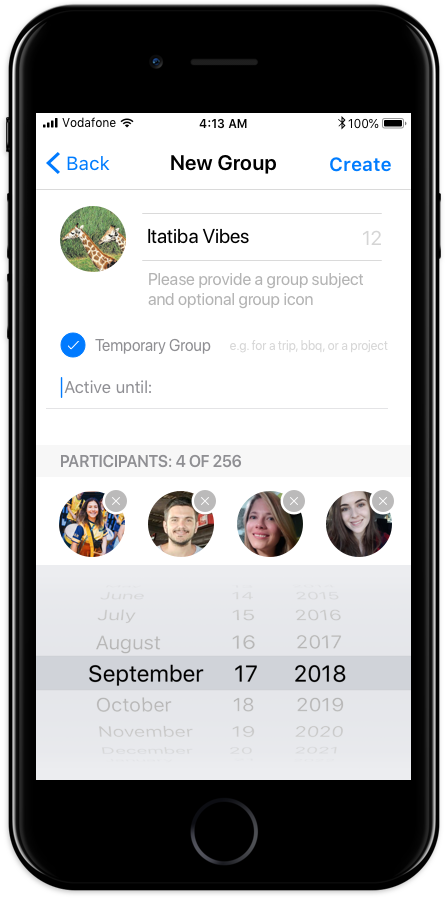 Vodafone 4:13 AM 100%
Back New Group Create
Itatiba Vibes 12
Please provide a group subject
and optional group icon
Temporary Group e.g. for a trip, bbq, or a project
Active until:
PARTICIPANTS: 4 OF 256
June 14 2015
July 15 2016
August 16 2017
September 17 2018
October 18 2019
November 19 2020
December 20 2021